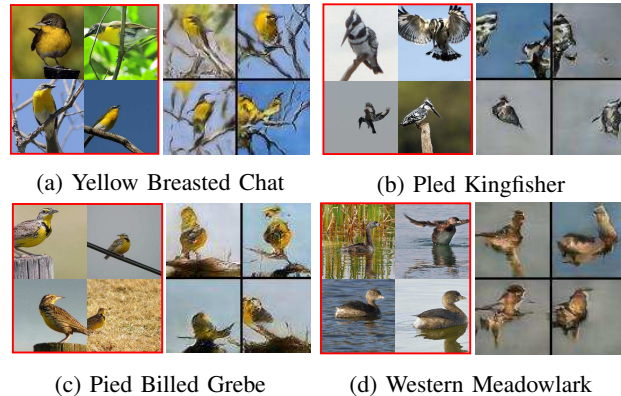 (a) Yellow Breasted Chat
(b) Pled Kingfisher
(c) Pied Billed Grebe
(d) Western Meadowlark